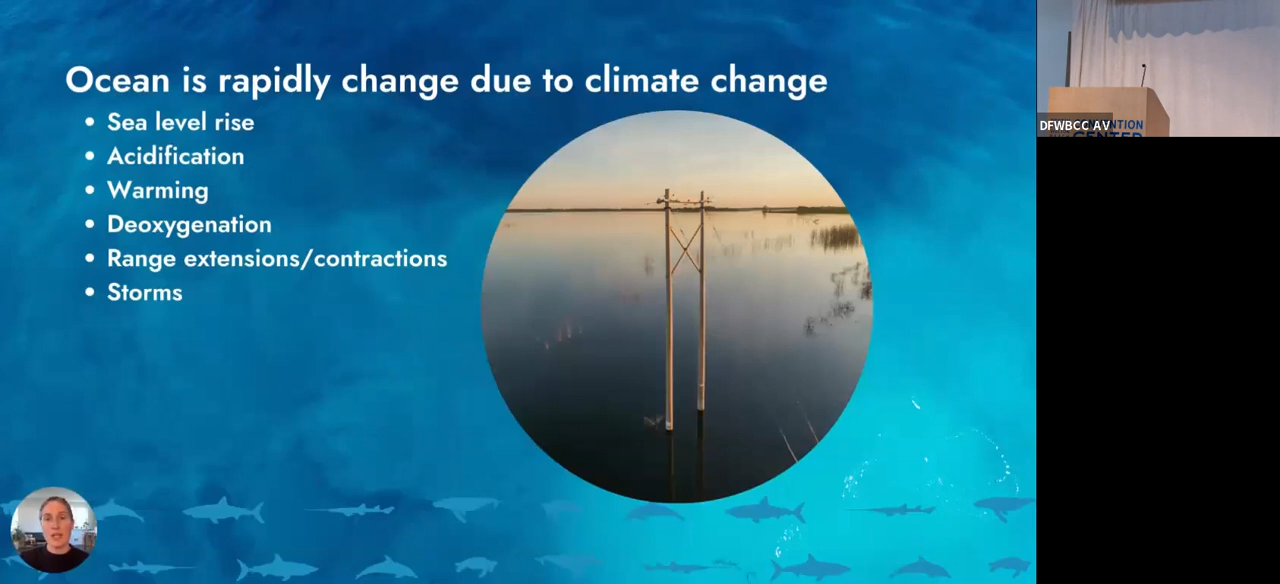 Ocean is rapidly change due to climate change
• Sea level rise
• Acidification
• Warming
• Deoxygenation
• Range extensions/contractions
• Storms
DFWBCC AV
CENTER